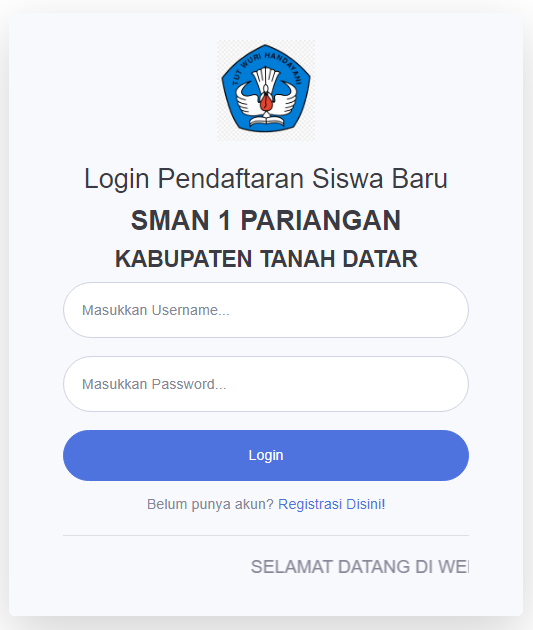 TUT WURI HANDAYANI
Login Pendaftaran Siswa Baru
SMAN 1 PARIANGAN
KABUPATEN TANAH DATAR
Masukkan Username...
Masukkan Password...
Login
Belum punya akun? Registrasi Disini!
SELAMAT DATANG DI WE